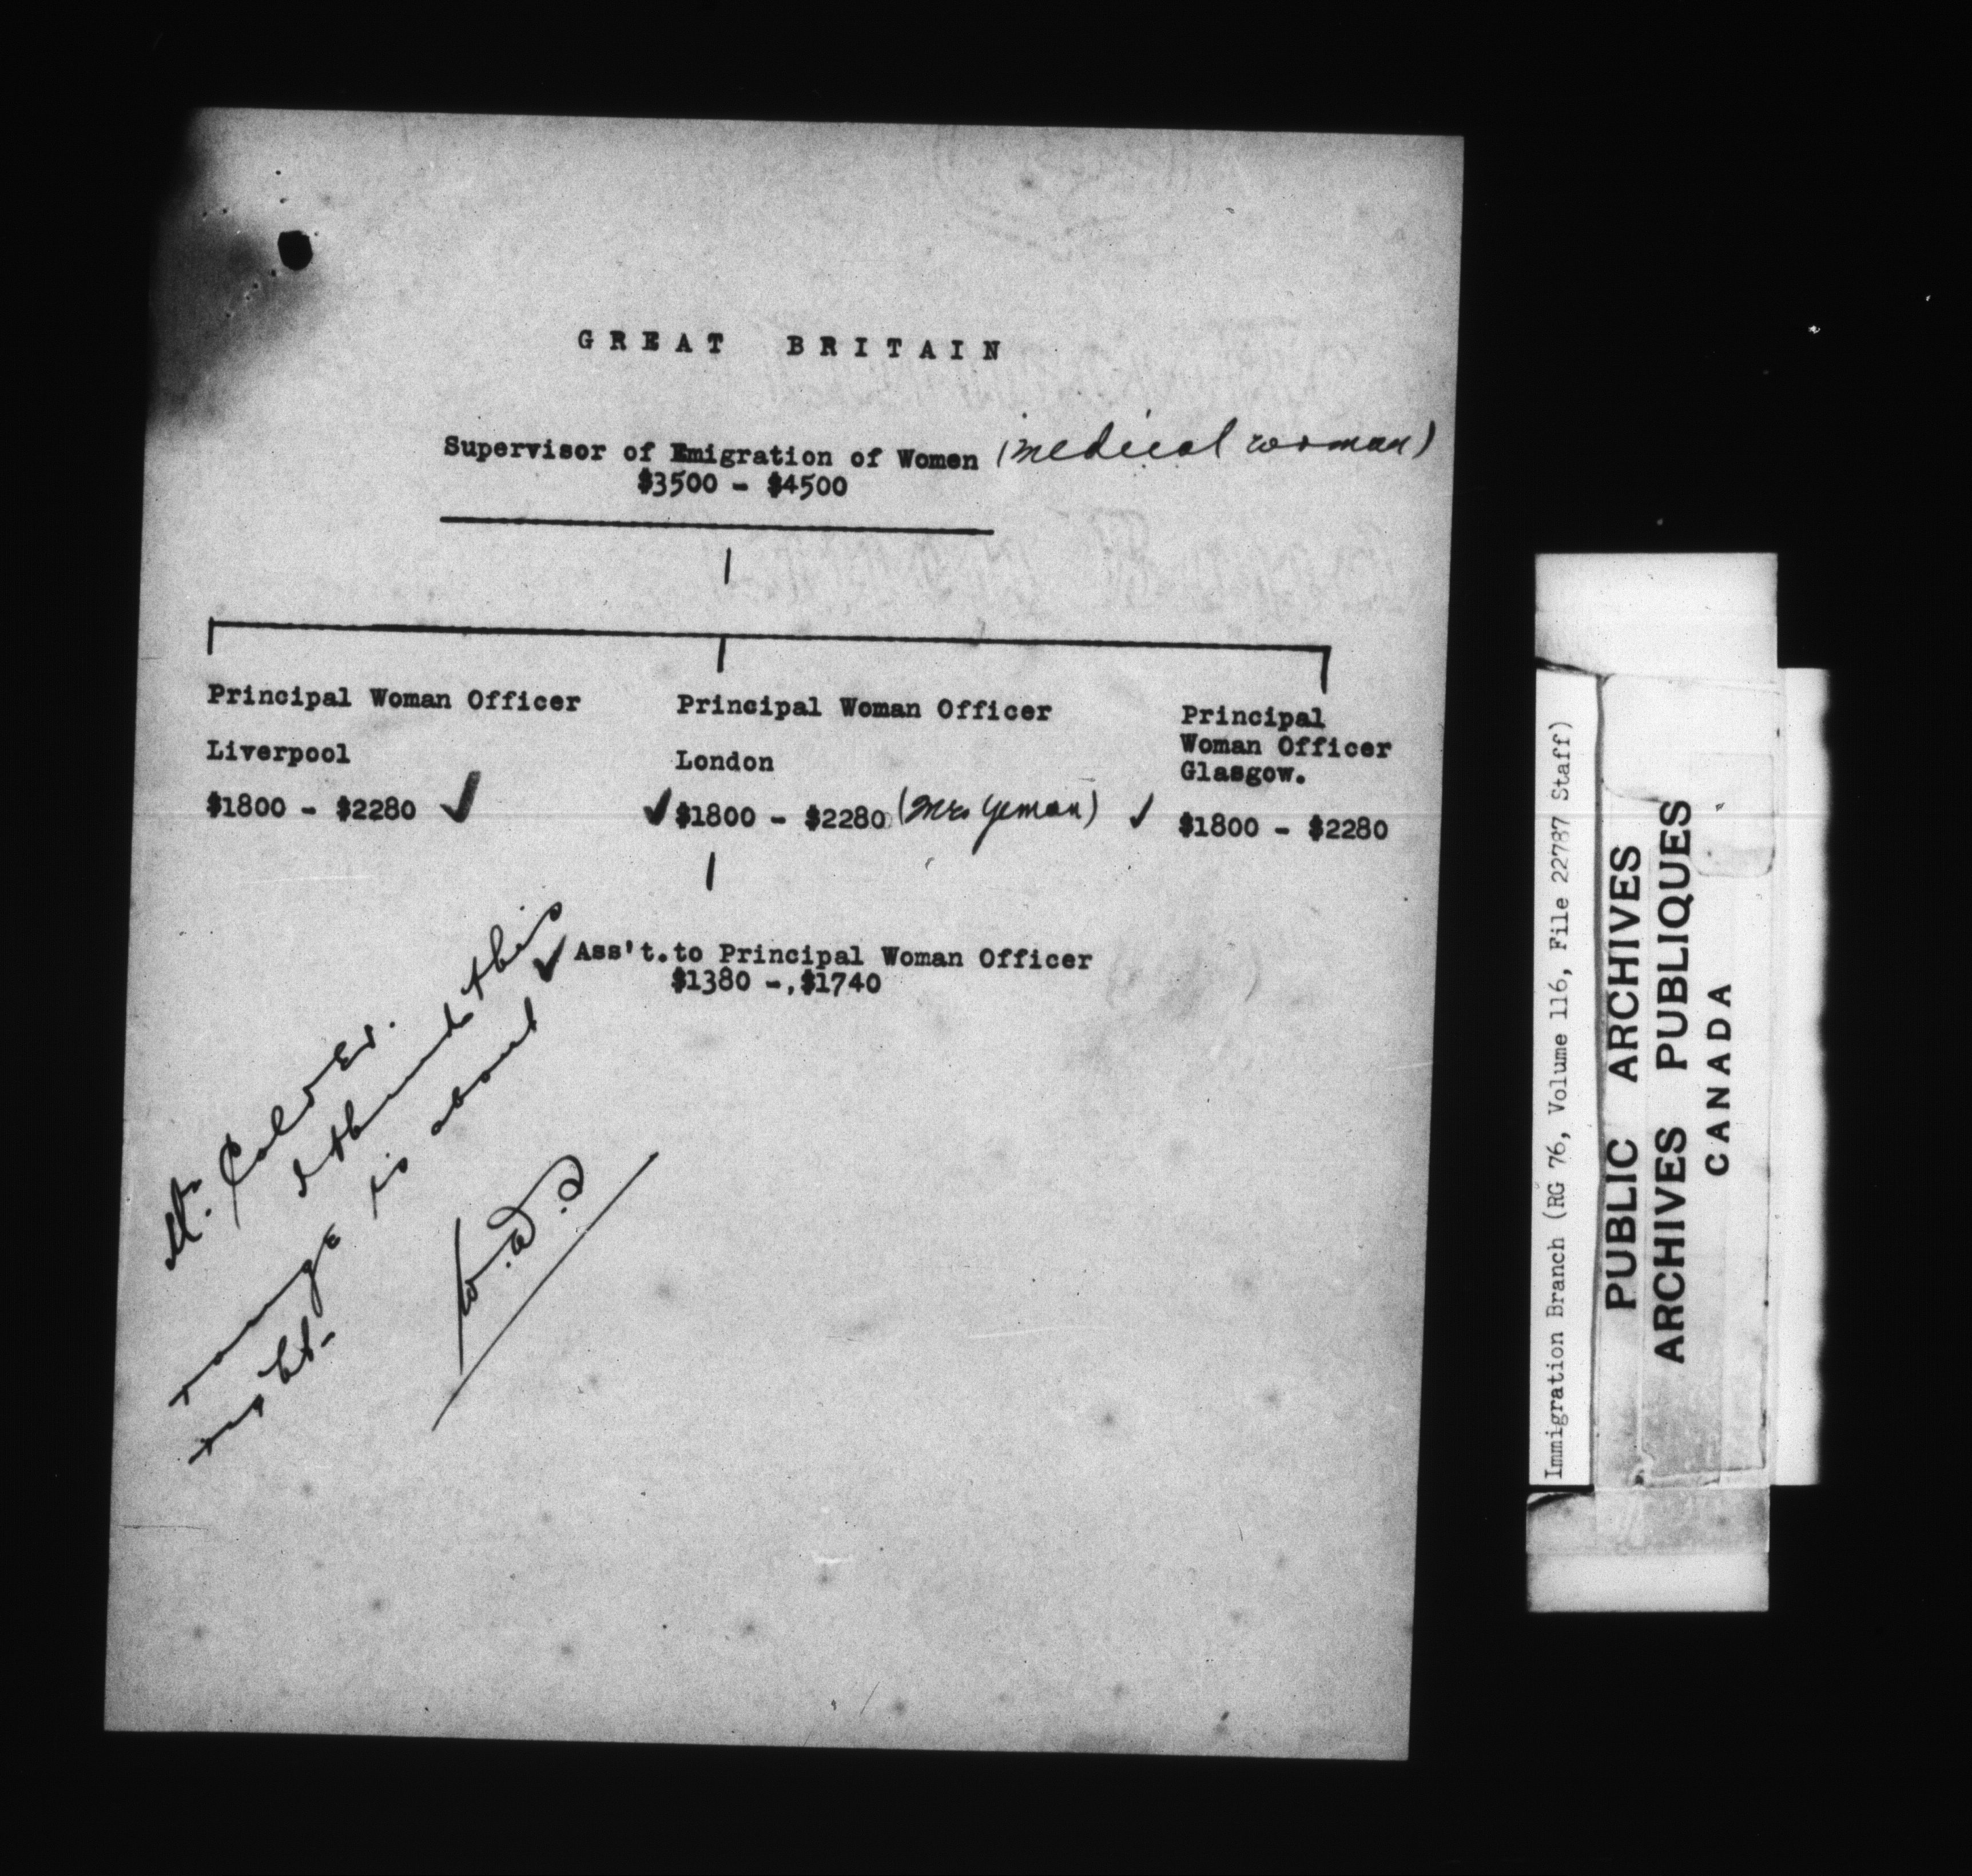 GREAT BRITAIN
Supervisor of Emigration of Women (medical woman)
$3500 - $4500
Principal Woman Officer
Liverpool
$1800 - $2280 ✓
Principal Woman Officer
London
✓ $1800 - $2280 (Mrs Yeman)
Principal
Woman Officer
Glasgow.
✓ $1800 - $2280
✓ Ass't.to Principal Woman Officer
$1380 -,$1740
Mr.
I think this
range is about
right-
Immigration Branch (RG 76, Volume 116, File 22787 Staff)
PUBLIC ARCHIVES
ARCHIVES PUBLIQUES
CANADA